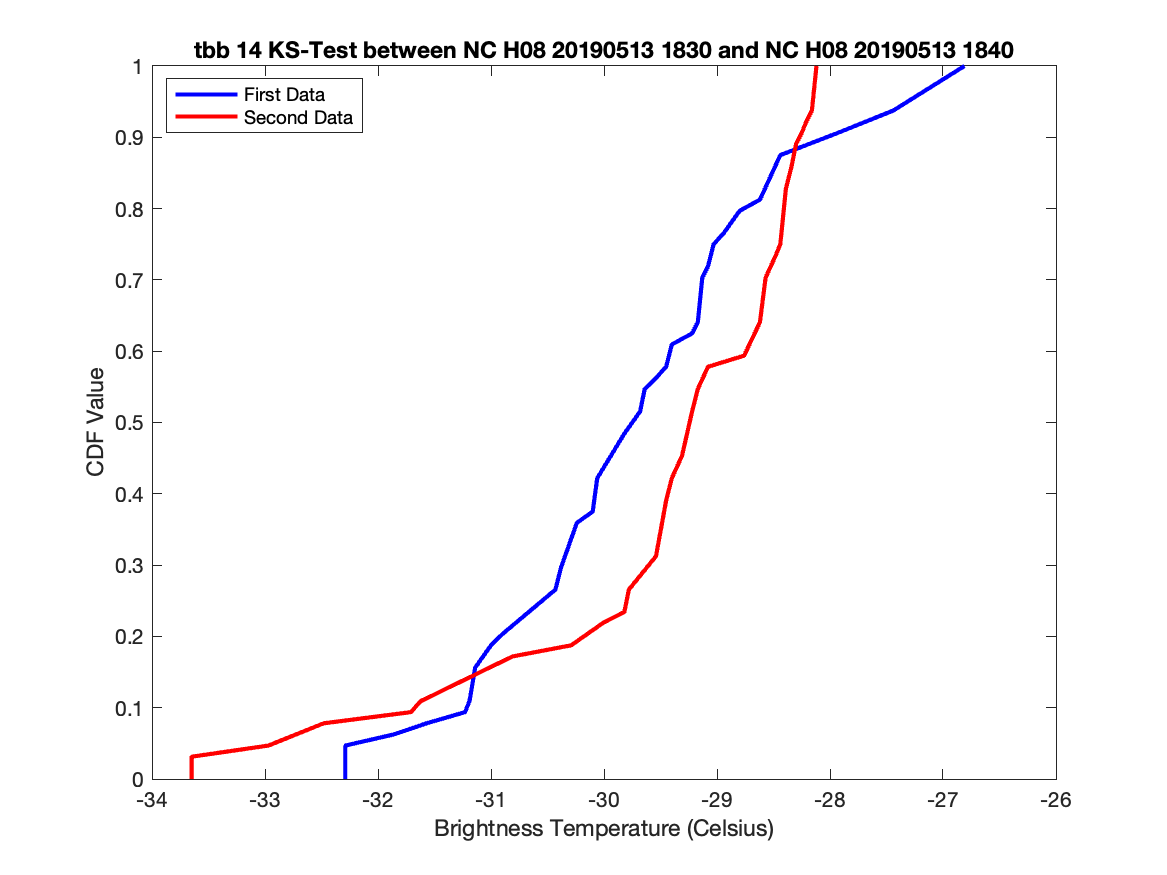 tbb 14 KS-Test between NC H08 20190513 1830 and NC H08 20190513 1840
First Data
Second Data
1
0.9
0.8
0.7
0.6
0.5
0.4
0.3
0.2
0.1
0
CDF Value
-34 -33 -32 -31 -30 -29 -28 -27 -26
Brightness Temperature (Celsius)